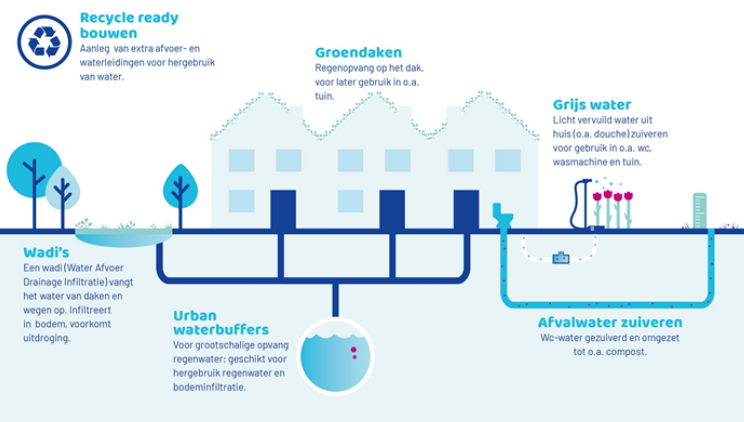 Recycle ready
bouwen
Aanleg van extra afvoer- en
waterleidingen voor hergebruik
van water.
Groendaken
Regenopvang op het dak,
voor later gebruik in o.a.
tuin.
Grijs water
Licht vervuild water uit
huis (o.a. douche) zuiveren
voor gebruik in o.a. wc,
wasmachine en tuin.
Wadi's
Een wadi (Water Afvoer
Drainage Infiltratie) vangt
het water van daken en
wegen op. Infiltreert
in bodem, voorkomt
uitdroging.
Urban
waterbuffers
Voor grootschalige opvang
regenwater; geschikt voor
hergebruik regenwater en
bodeminfiltratie.
Afvalwater zuiveren
Wc-water gezuiverd en omgezet
tot o.a. compost.